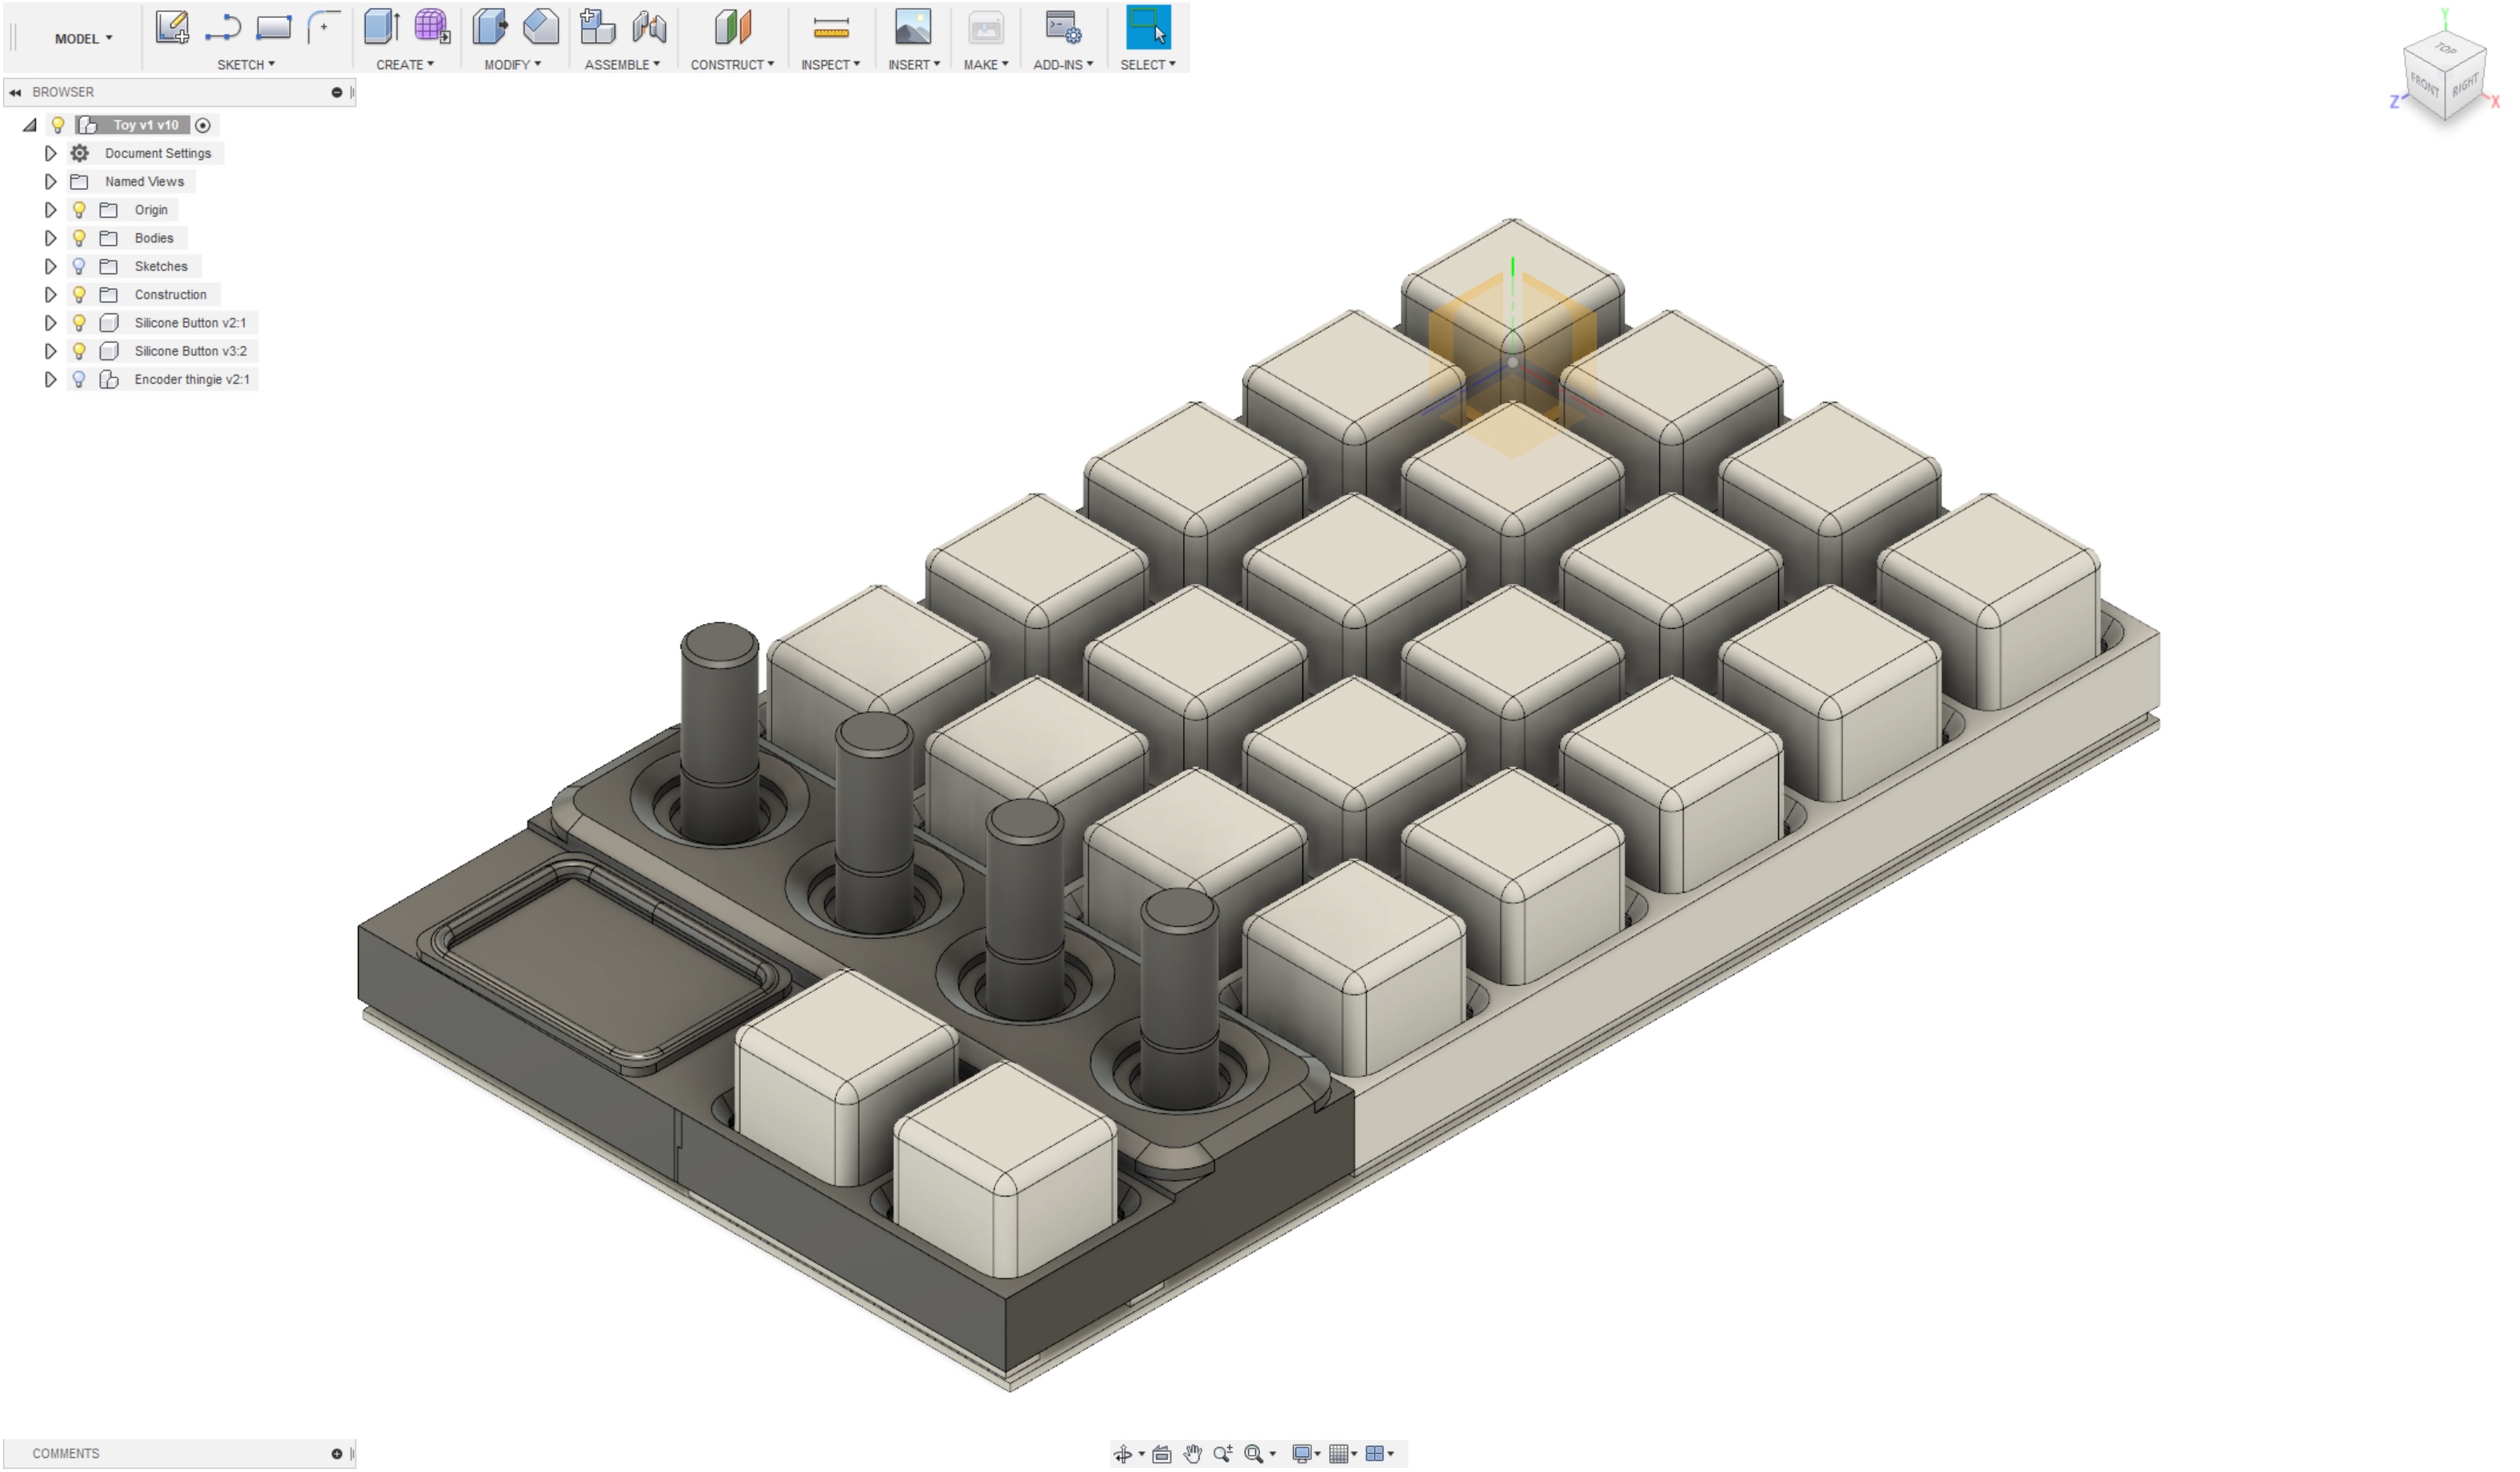 MODEL
SKETCH
CREATE
MODIFY
ASSEMBLE
CONSTRUCT
INSPECT
INSERT
MAKE
ADD-INS
SELECT
Y
TOP
FRONT
RIGHT
Z
X
BROWSER
Toy v1 v10
Document Settings
Named Views
Origin
Bodies
Sketches
Construction
Silicone Button v2:1
Silicone Button v3:2
Encoder thingie v2:1
COMMENTS